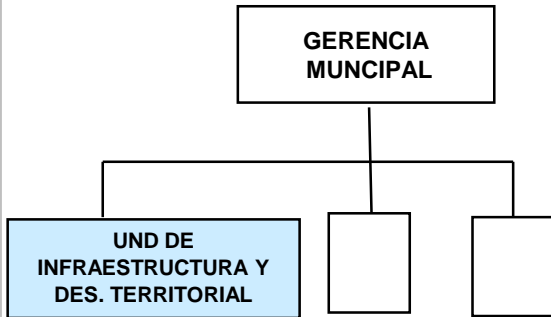 GERENCIA
MUNCIPAL
UND DE
INFRAESTRUCTURA Y
DES. TERRITORIAL